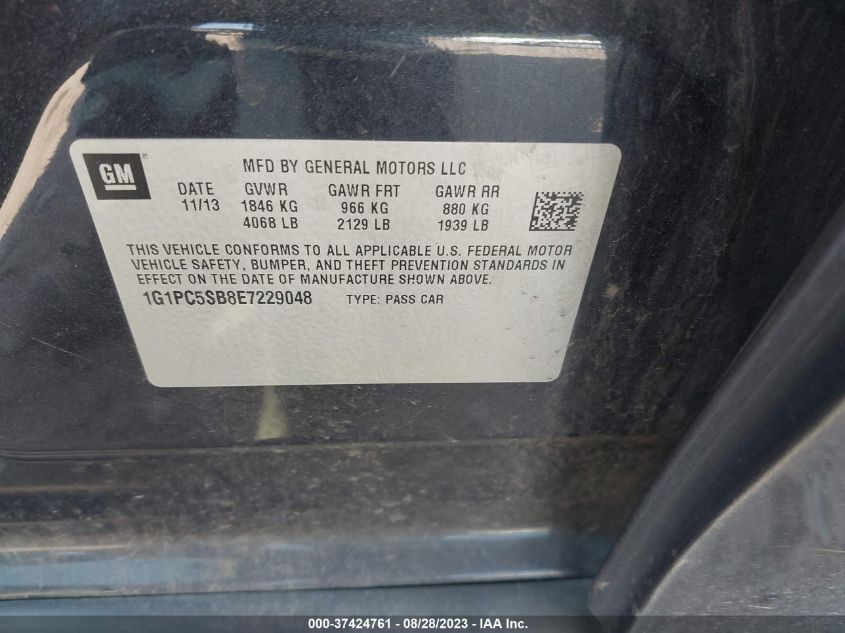 GM
MFD BY GENERAL MOTORS LLC
DATE GVWR GAWR FRT GAWR RR
11/13 1846 KG 966 KG 880 KG
4068 LB 2129 LB 1939 LB
THIS VEHICLE CONFORMS TO ALL APPLICABLE U.S. FEDERAL MOTOR
VEHICLE SAFETY, BUMPER, AND THEFT PREVENTION STANDARDS IN
EFFECT ON THE DATE OF MANUFACTURE SHOWN ABOVE.
1G1PC5SB8E7229048 TYPE: PASS CAR
000-37424761 - 08/28/2023 - IAA Inc.